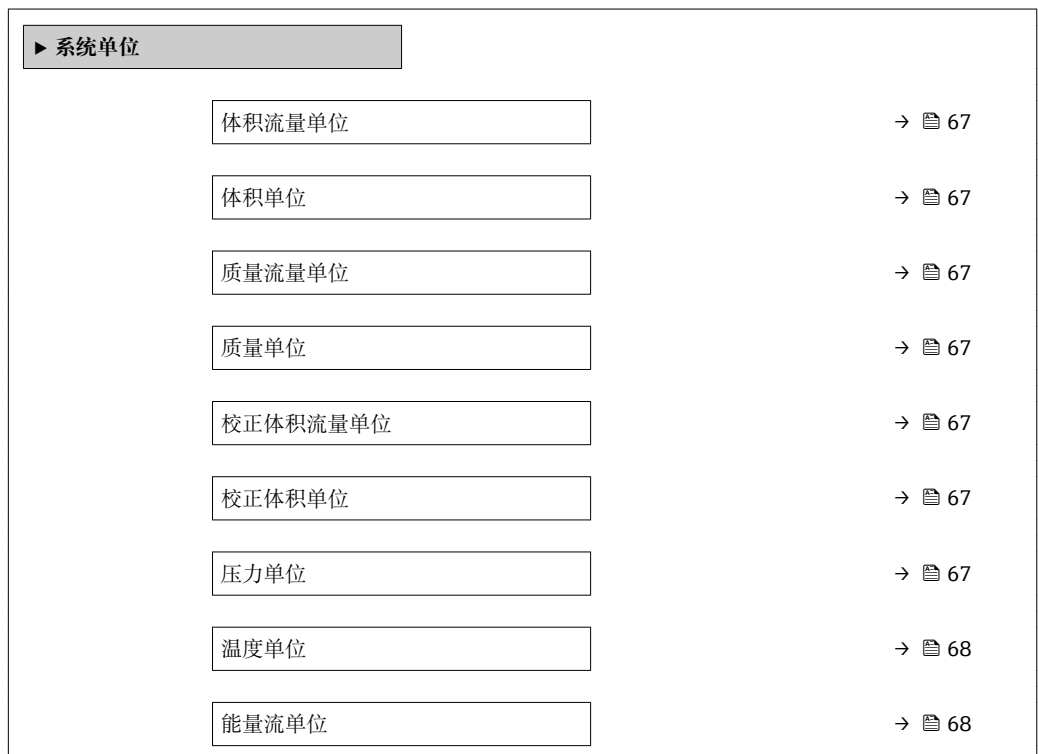 ▶ 系统单位
体积流量单位 → 🖹 67
体积单位 → 🖹 67
质量流量单位 → 🖹 67
质量单位 → 🖹 67
校正体积流量单位 → 🖹 67
校正体积单位 → 🖹 67
压力单位 → 🖹 67
温度单位 → 🖹 68
能量流单位 → 🖹 68